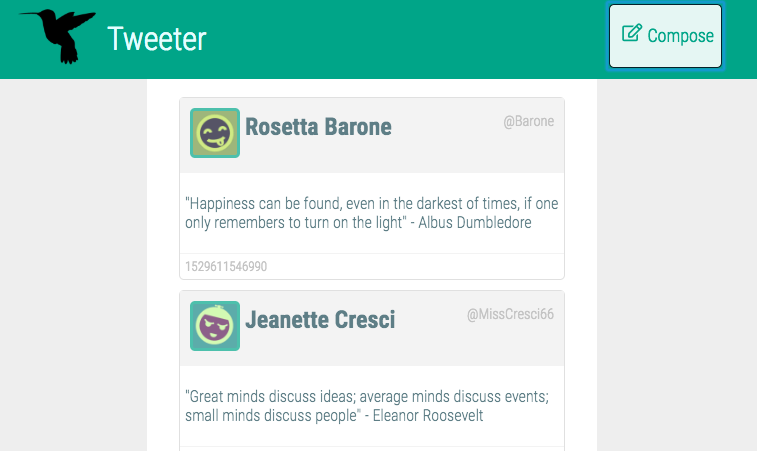 Tweeter
Compose
Rosetta Barone
@Barone
"Happiness can be found, even in the darkest of times, if one
only remembers to turn on the light" - Albus Dumbledore
1529611546990
Jeanette Cresci
@MissCresci66
"Great minds discuss ideas; average minds discuss events;
small minds discuss people" - Eleanor Roosevelt